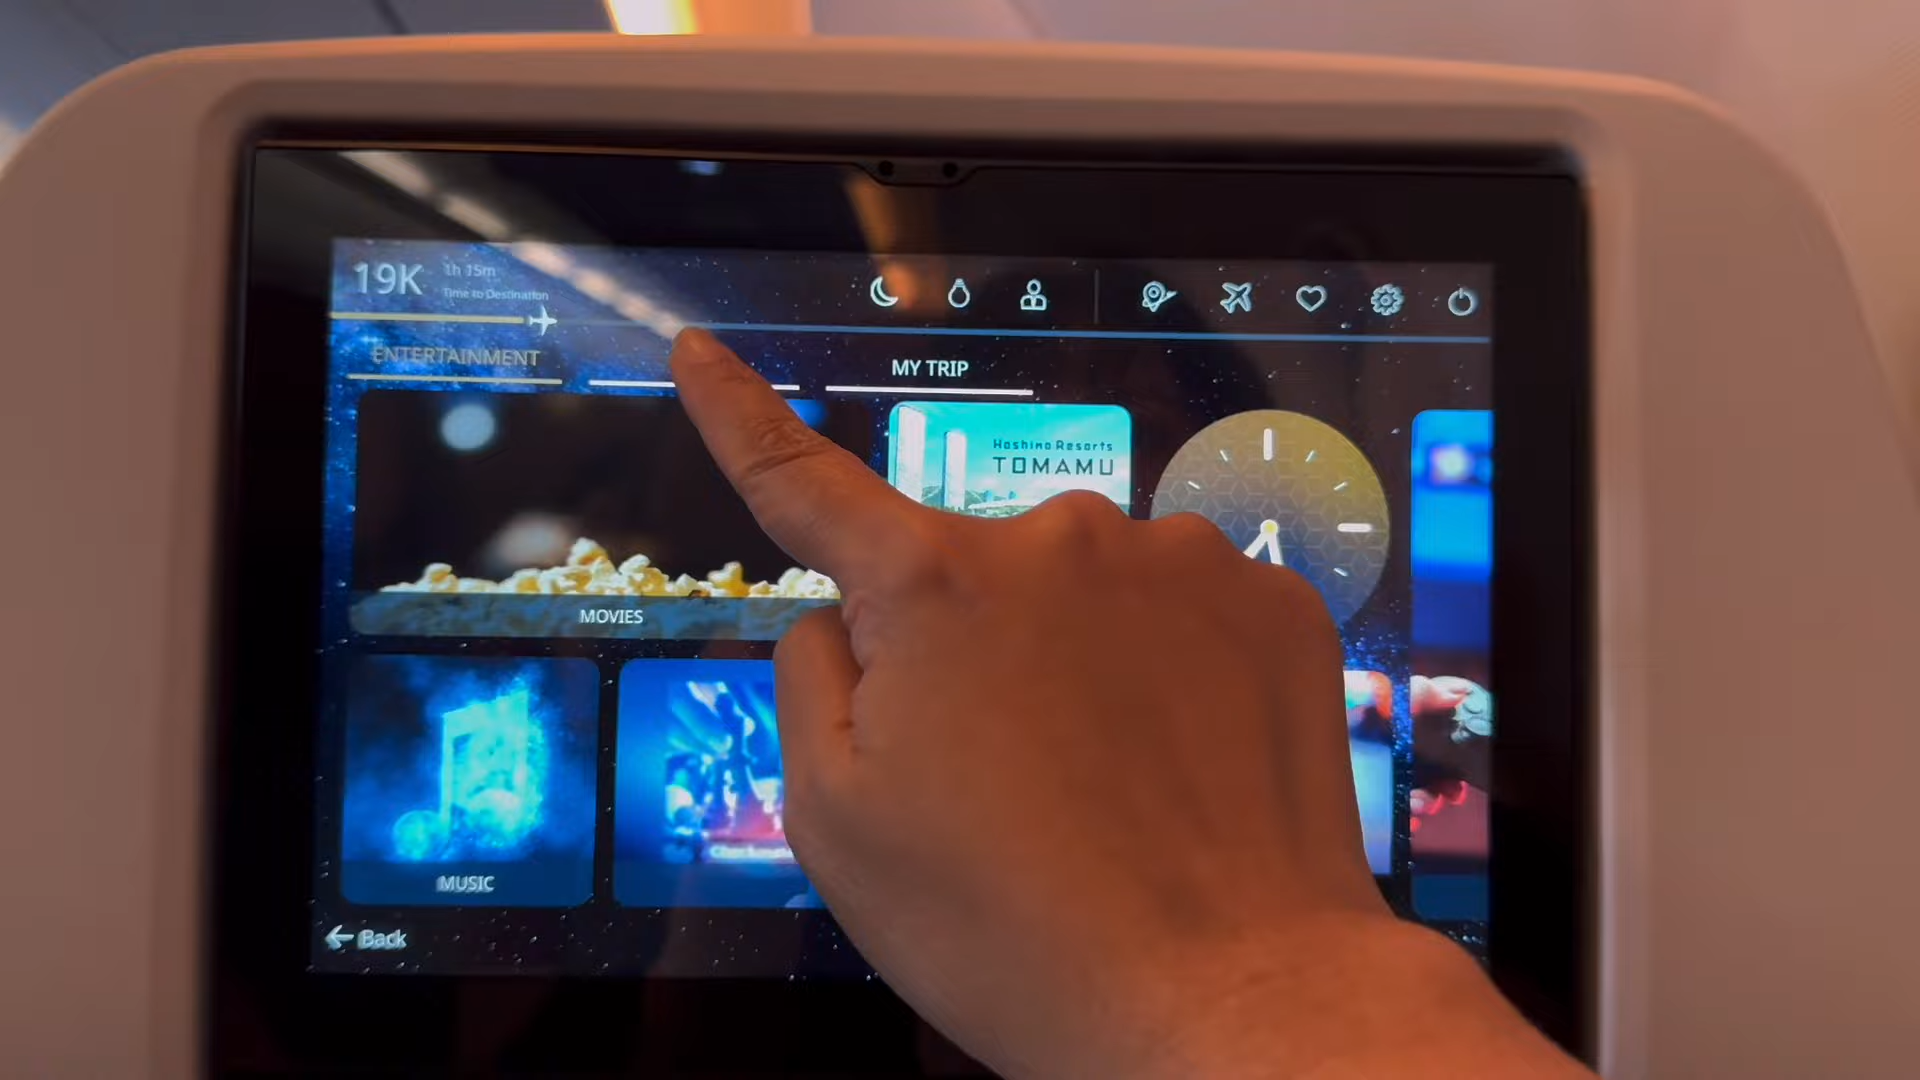 19K
1h 15m
Time to Destination
ENTERTAINMENT
MY TRIP
Hoshino Resorts
TOMAMU
MOVIES
MUSIC
Back